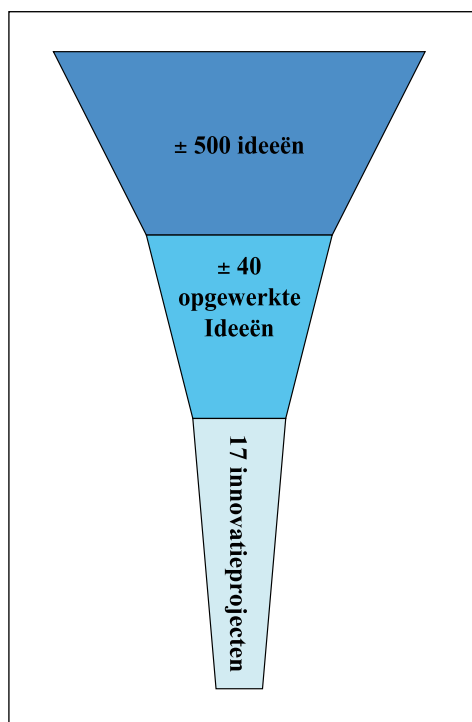 ± 500 ideeën
± 40
opgewerkte
Ideeën
17 innovatieprojecten